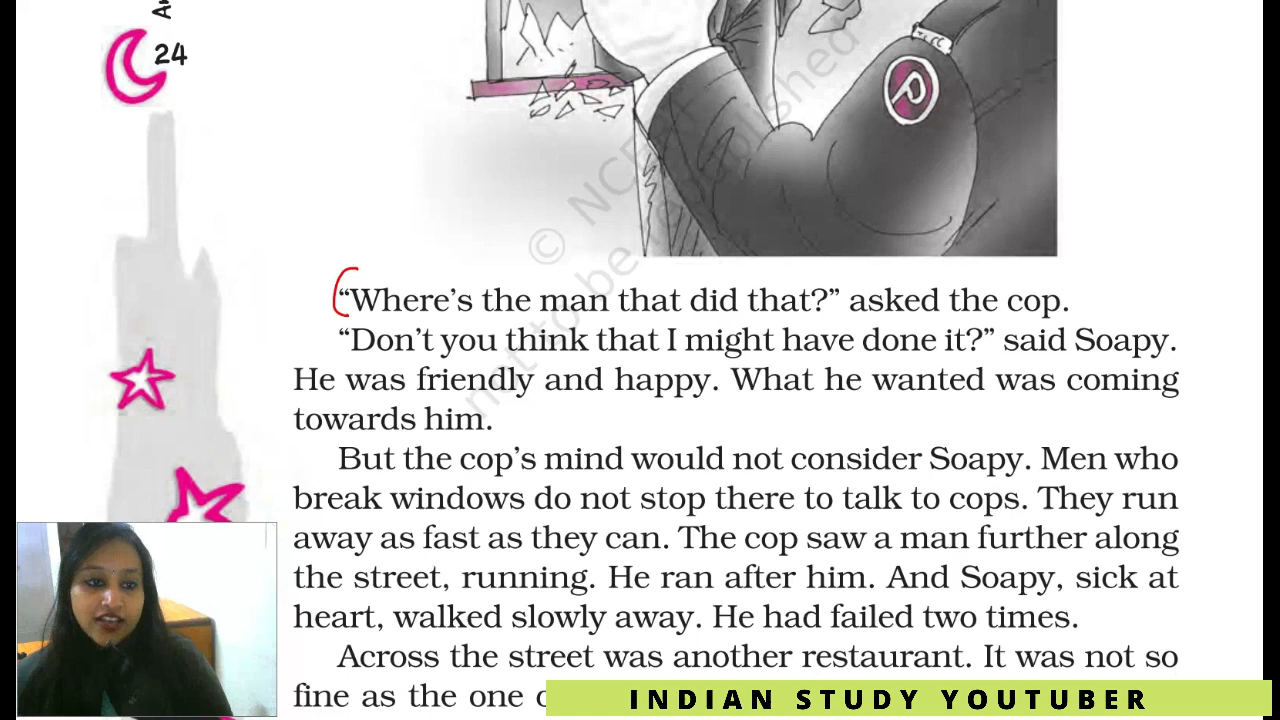 24
P
© NCERT
not to be republished
“Where’s the man that did that?” asked the cop.
“Don’t you think that I might have done it?” said Soapy.
He was friendly and happy. What he wanted was coming
towards him.
But the cop’s mind would not consider Soapy. Men who
break windows do not stop there to talk to cops. They run
away as fast as they can. The cop saw a man further along
the street, running. He ran after him. And Soapy, sick at
heart, walked slowly away. He had failed two times.
Across the street was another restaurant. It was not so
fine as the one
INDIAN STUDY YOUTUBER